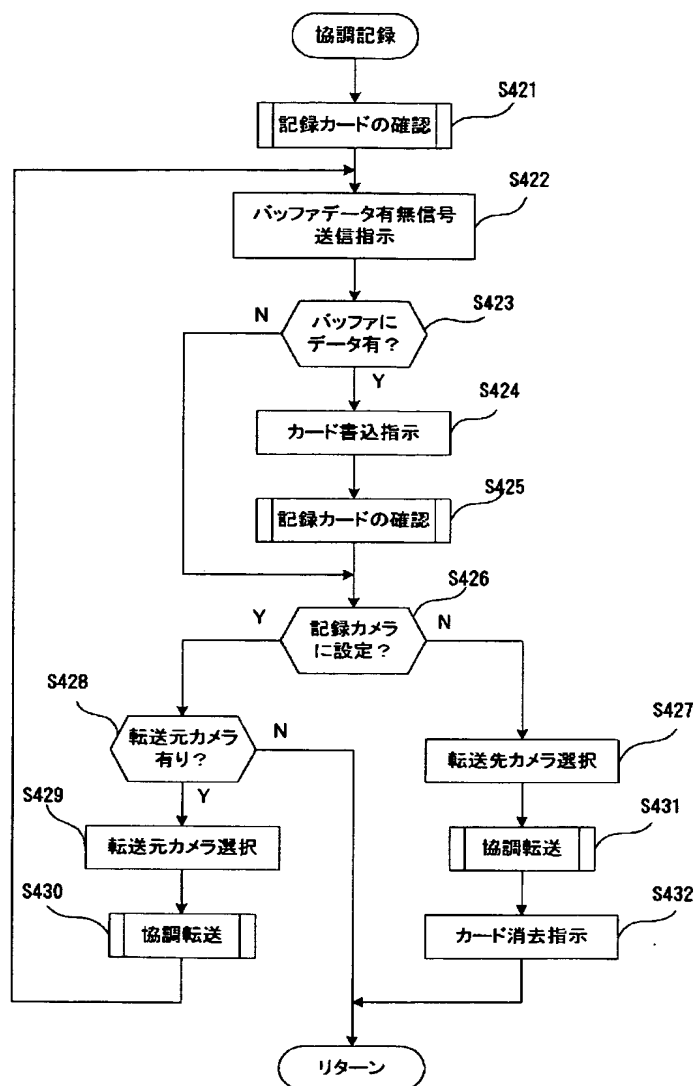 協調記録
S421
記録カードの確認
S422
バッファデータ有無信号
送信指示
S423
N
バッファに
データ有?
Y
S424
カード書込指示
S425
記録カードの確認
S426
Y
記録カメラ
に設定?
N
S428
転送元カメラ
有り?
N
S427
転送先カメラ選択
Y
S429
転送元カメラ選択
S431
協調転送
S430
協調転送
S432
カード消去指示
リターン